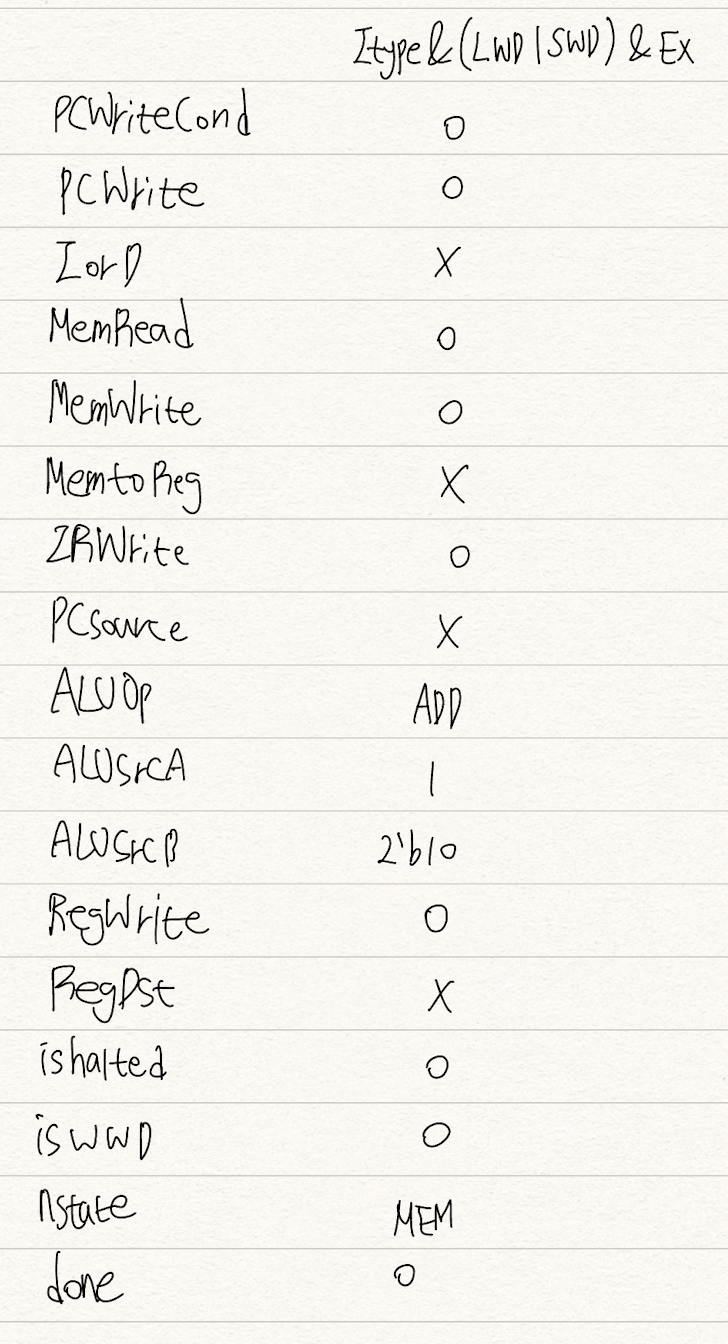 Itype&(LWD|SWD)&Ex
PCWriteCond 0
PCWrite 0
IorD X
MemRead 0
MemWrite 0
MemtoReg X
IRWrite 0
PCsource X
ALUOp ADD
ALUSrcA 1
ALUSrcB 2'b10
RegWrite 0
RegDst X
ishalted 0
isWWD 0
nstate MEM
done 0